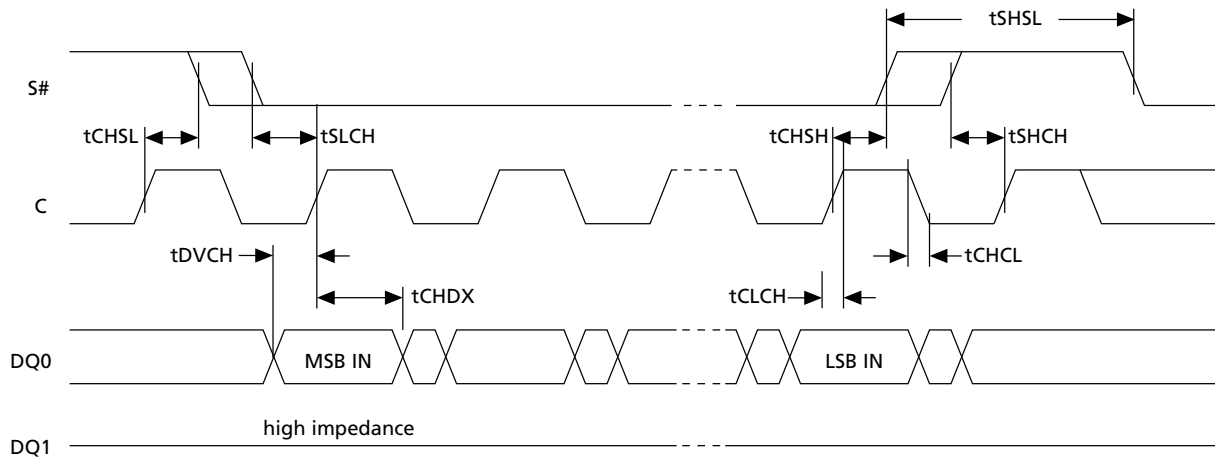 tSHSL
S#
tCHSL
tSLCH
tCHSH
tSHCH
C
tDVCH
tCHCL
tCHDX
tCLCH
DQ0
MSB IN
LSB IN
high impedance
DQ1